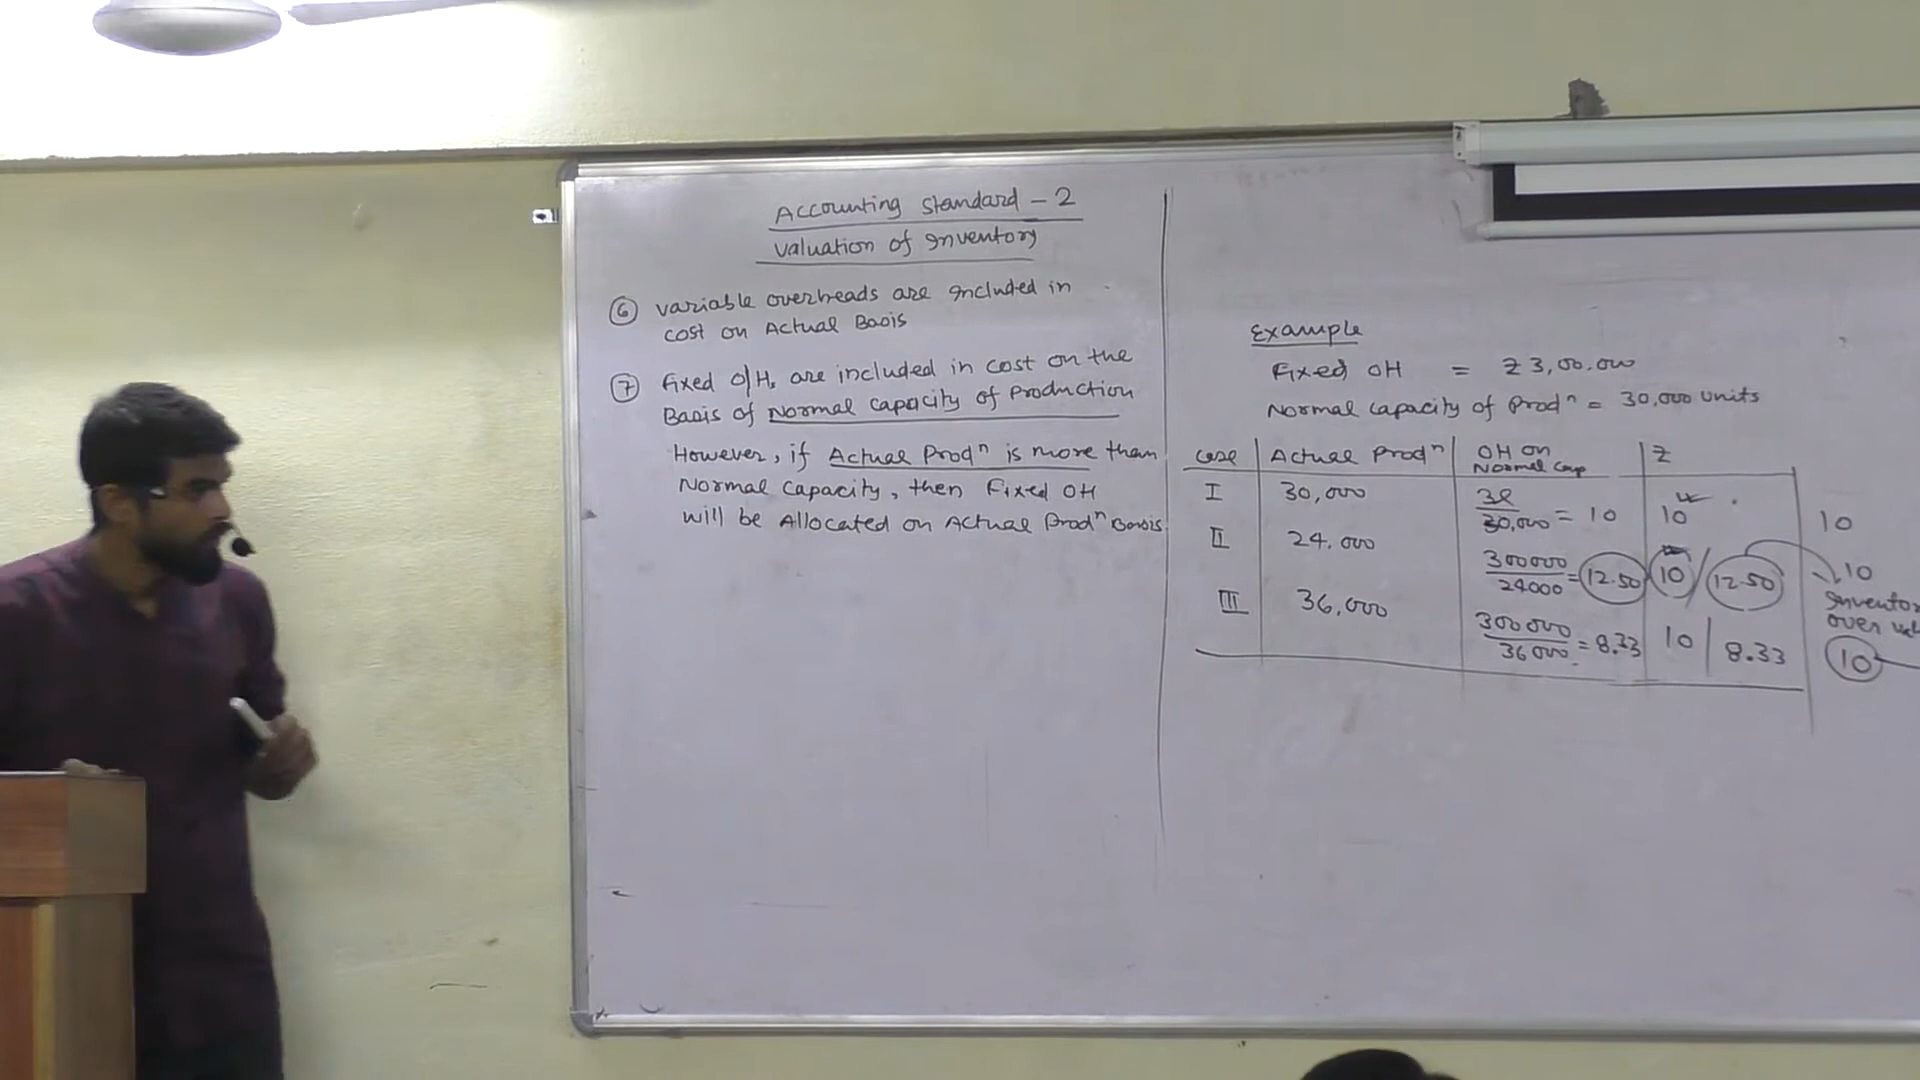 Accounting Standard - 2
Valuation of Inventory
6 Variable overheads are included in
cost on Actual Basis
7 Fixed O/Hs are included in cost on the
Basis of Normal Capacity of Production
However, if Actual Prodⁿ is more than
Normal Capacity, then Fixed OH
will be Allocated on Actual Prodⁿ Basis
Example
Fixed OH = ₹3,00,000
Normal Capacity of Prodⁿ = 30,000 Units
Case Actual Prodⁿ OH on Normal Cap
I 30,000 3L/30,000 = 10 10 10
II 24,000 300000/24000 = 12.50 10 / 12.50 10
Inventor
over val
III 36,000 300000/36000 = 8.33 10 / 8.33 10